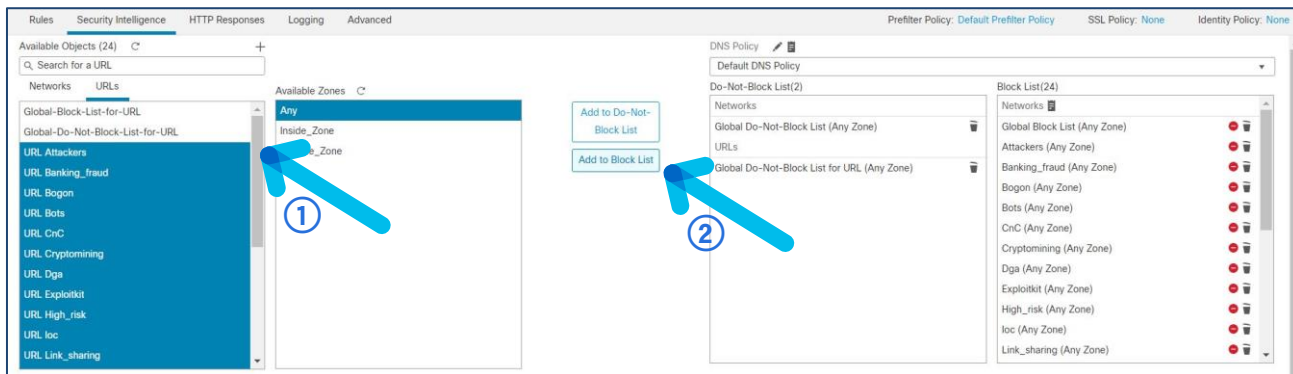 Rules Security Intelligence HTTP Responses Logging Advanced Prefilter Policy: Default Prefilter Policy SSL Policy: None Identity Policy: None
Available Objects (24)
Search for a URL
Networks URLs
Global-Block-List-for-URL
Global-Do-Not-Block-List-for-URL
URL Attackers
URL Banking_fraud
URL Bogon
URL Bots
URL CnC
URL Cryptomining
URL Dga
URL Exploitkit
URL High_risk
URL Ioc
URL Link_sharing
Available Zones
Any
Inside_Zone
e_Zone
①
Add to Do-Not-
Block List
Add to Block List
②
DNS Policy
Default DNS Policy
Do-Not-Block List(2)
Networks
Global Do-Not-Block List (Any Zone)
URLs
Global Do-Not-Block List for URL (Any Zone)
Block List(24)
Networks
Global Block List (Any Zone)
Attackers (Any Zone)
Banking_fraud (Any Zone)
Bogon (Any Zone)
Bots (Any Zone)
CnC (Any Zone)
Cryptomining (Any Zone)
Dga (Any Zone)
Exploitkit (Any Zone)
High_risk (Any Zone)
Ioc (Any Zone)
Link_sharing (Any Zone)